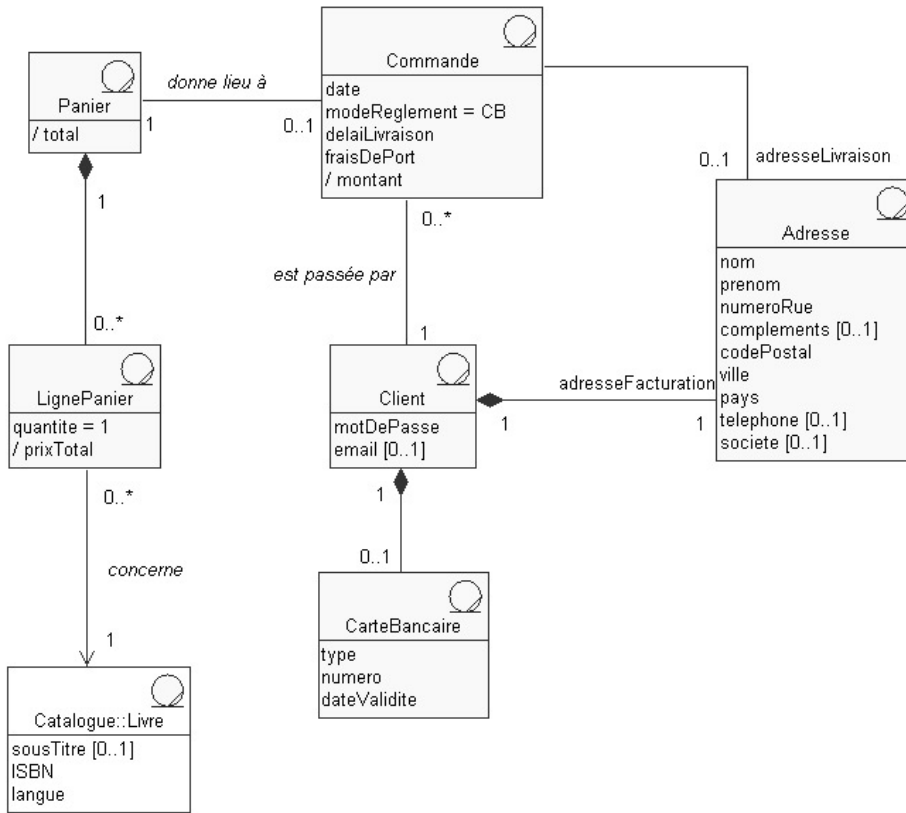 Commande
date
modeReglement = CB
delaiLivraison
fraisDePort
/ montant
Panier
/ total
donne lieu à
1
0..1
0..1
adresseLivraison
1
0..*
est passée par
1
0..*
LignePanier
quantite = 1
/ prixTotal
Client
motDePasse
email [0..1]
adresseFacturation
1
1
Adresse
nom
prenom
numeroRue
complements [0..1]
codePostal
ville
pays
telephone [0..1]
societe [0..1]
0..*
concerne
1
1
0..1
CarteBancaire
type
numero
dateValidite
Catalogue::Livre
sousTitre [0..1]
ISBN
langue